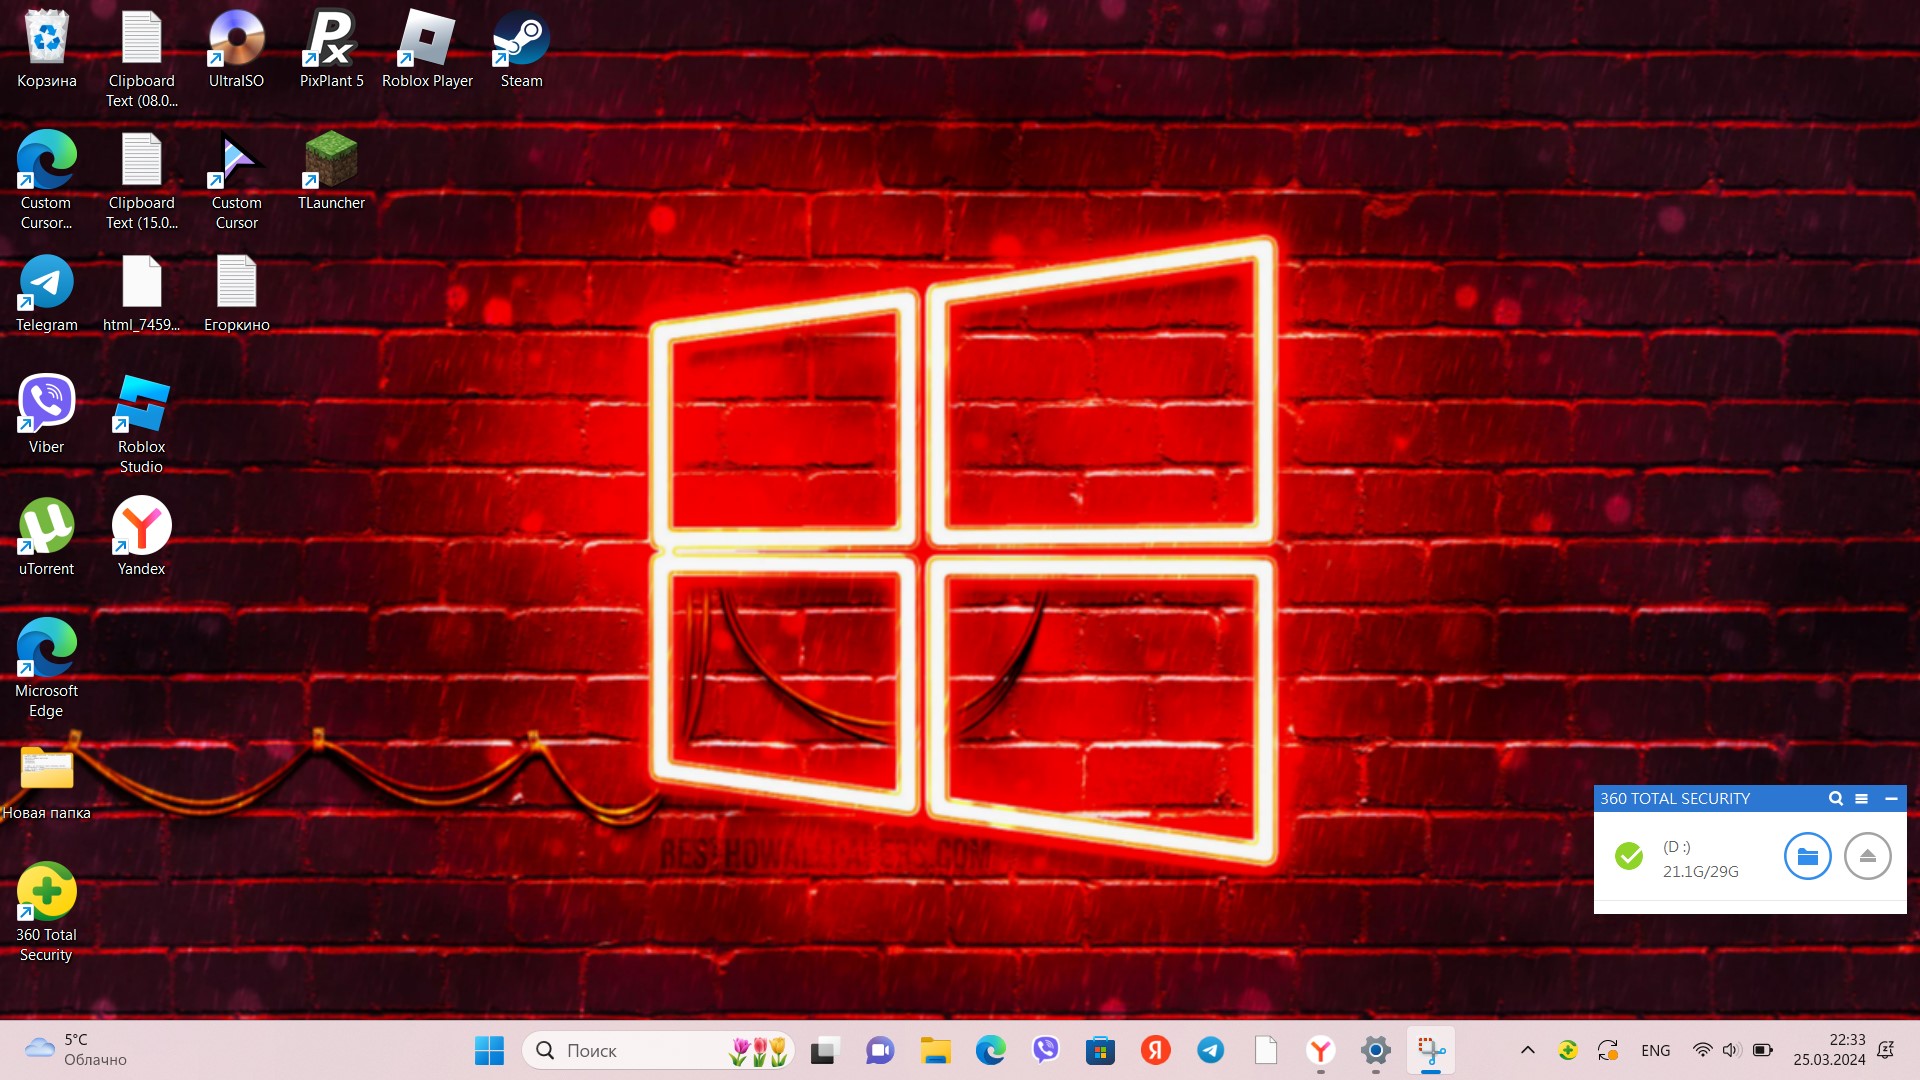 Корзина
Clipboard
Text (08.0...
UltraISO
PixPlant 5
Roblox Player
Steam
Custom
Cursor...
Clipboard
Text (15.0...
Custom
Cursor
TLauncher
Telegram
html_7459...
Егоркино
Viber
Roblox
Studio
uTorrent
Yandex
Microsoft
Edge
Новая папка
360 Total
Security
360 TOTAL SECURITY
(D :)
21.1G/29G
5°C
Облачно
Поиск
ENG
22:33
25.03.2024